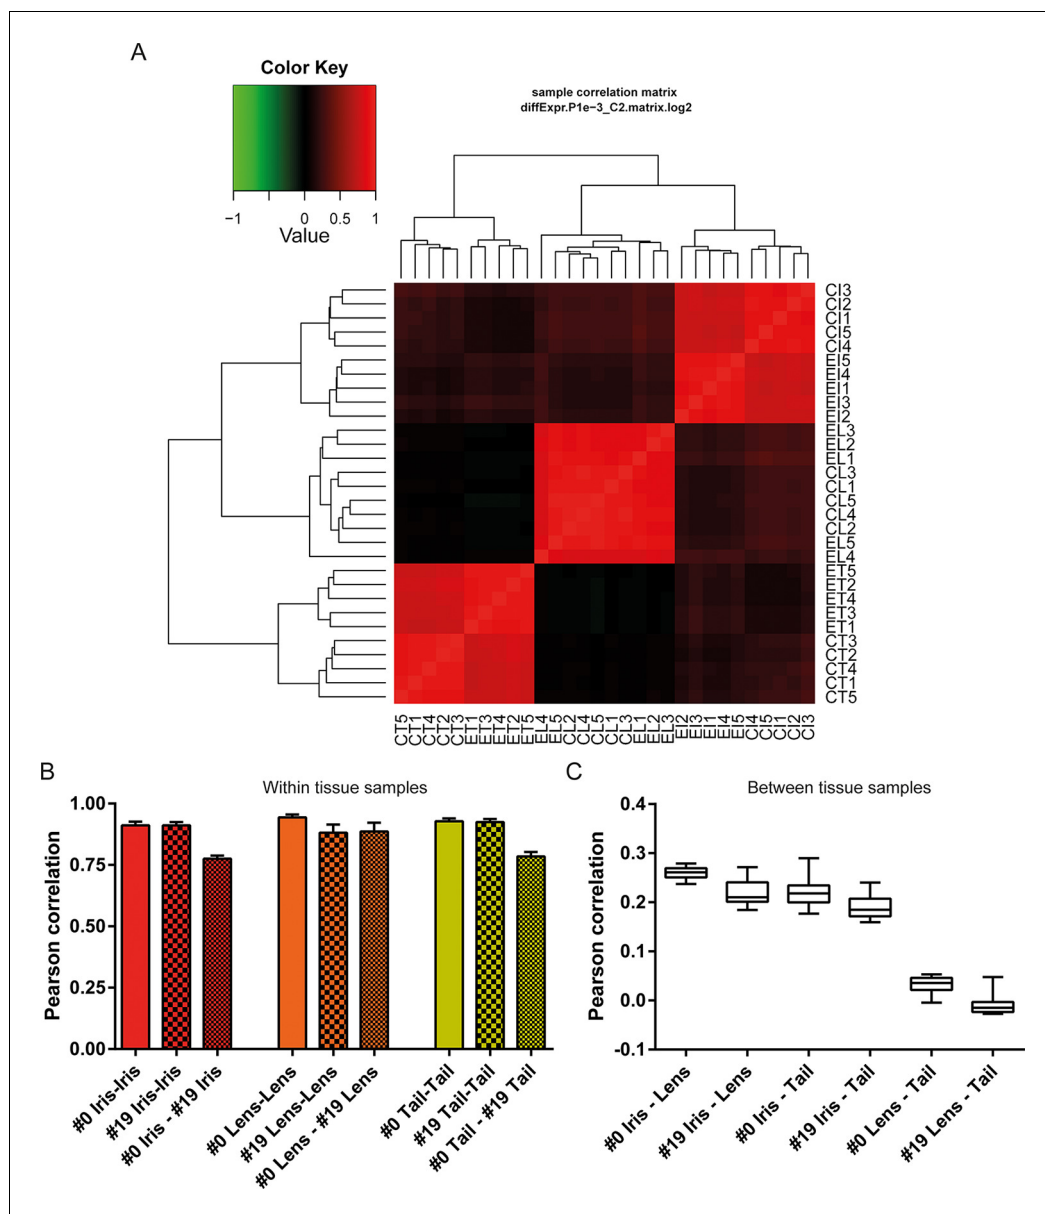 A
Color Key
−1 0 0.5 1
Value
sample correlation matrix
diffExpr.P1e−3_C2.matrix.log2
CI3
CI2
CI1
CI5
CI4
EI5
EI4
EI1
EI3
EI2
EL3
EL2
EL1
CL3
CL1
CL5
CL4
CL2
EL5
EL4
ET5
ET2
ET4
ET3
ET1
CT3
CT2
CT4
CT1
CT5
CT5 CT1 CT4 CT2 CT3 ET1 ET3 ET4 ET2 ET5 EL4 EL5 CL2 CL4 CL5 CL1 CL3 EL1 EL2 EL3 EI2 EI3 EI1 EI4 EI5 CI4 CI5 CI1 CI2 CI3
B
Within tissue samples
Pearson correlation
1.00
0.75
0.50
0.25
0.00
#0 Iris-Iris
#19 Iris-Iris
#0 Iris - #19 Iris
#0 Lens-Lens
#19 Lens-Lens
#0 Lens - #19 Lens
#0 Tail-Tail
#19 Tail-Tail
#0 Tail - #19 Tail
C
Between tissue samples
Pearson correlation
0.4
0.3
0.2
0.1
0.0
-0.1
#0 Iris - Lens
#19 Iris - Lens
#0 Iris - Tail
#19 Iris - Tail
#0 Lens - Tail
#19 Lens - Tail